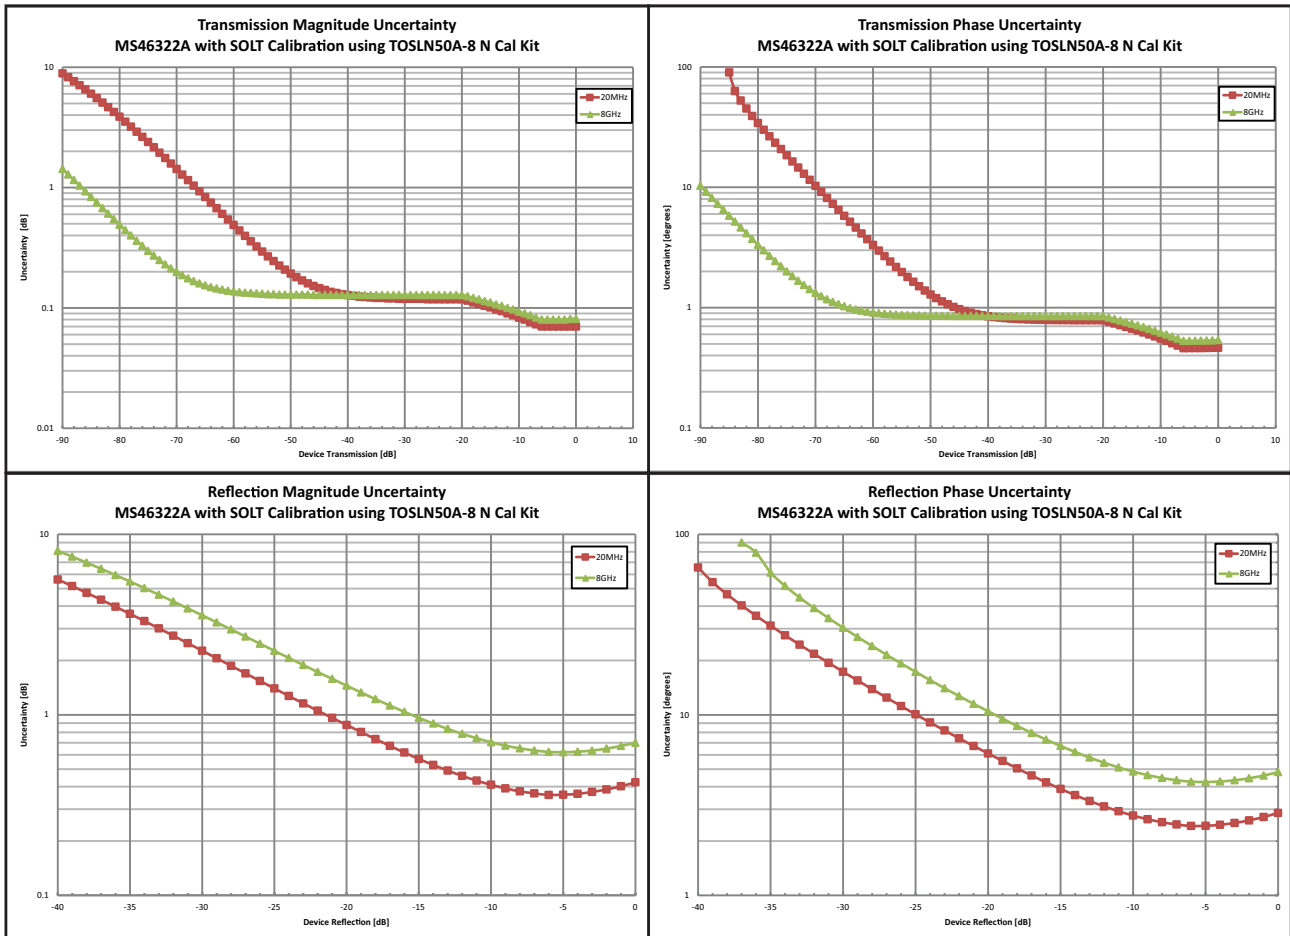 Transmission Magnitude Uncertainty
MS46322A with SOLT Calibration using TOSLN50A-8 N Cal Kit
10
1
0.1
0.01
Uncertainty [dB]
20MHz
8GHz
-90 -80 -70 -60 -50 -40 -30 -20 -10 0 10
Device Transmission [dB]
Transmission Phase Uncertainty
MS46322A with SOLT Calibration using TOSLN50A-8 N Cal Kit
100
10
1
0.1
Uncertainty [degrees]
20MHz
8GHz
-90 -80 -70 -60 -50 -40 -30 -20 -10 0 10
Device Transmission [dB]
Reflection Magnitude Uncertainty
MS46322A with SOLT Calibration using TOSLN50A-8 N Cal Kit
10
1
0.1
Uncertainty [dB]
20MHz
8GHz
-40 -35 -30 -25 -20 -15 -10 -5 0
Device Reflection [dB]
Reflection Phase Uncertainty
MS46322A with SOLT Calibration using TOSLN50A-8 N Cal Kit
100
10
1
Uncertainty [degrees]
20MHz
8GHz
-40 -35 -30 -25 -20 -15 -10 -5 0
Device Reflection [dB]